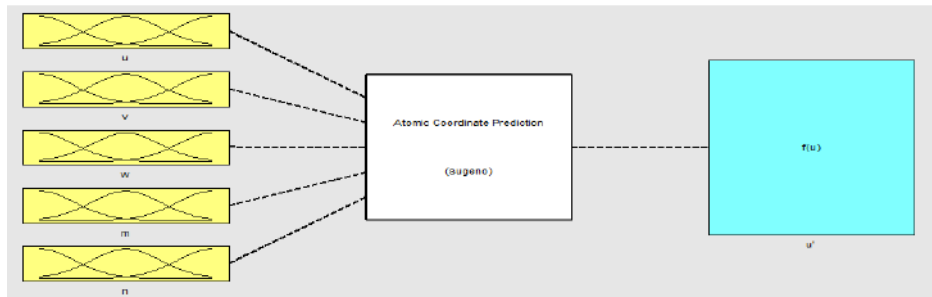 u
v
w
m
n
Atomic Coordinate Prediction
(sugeno)
f(u)
u'